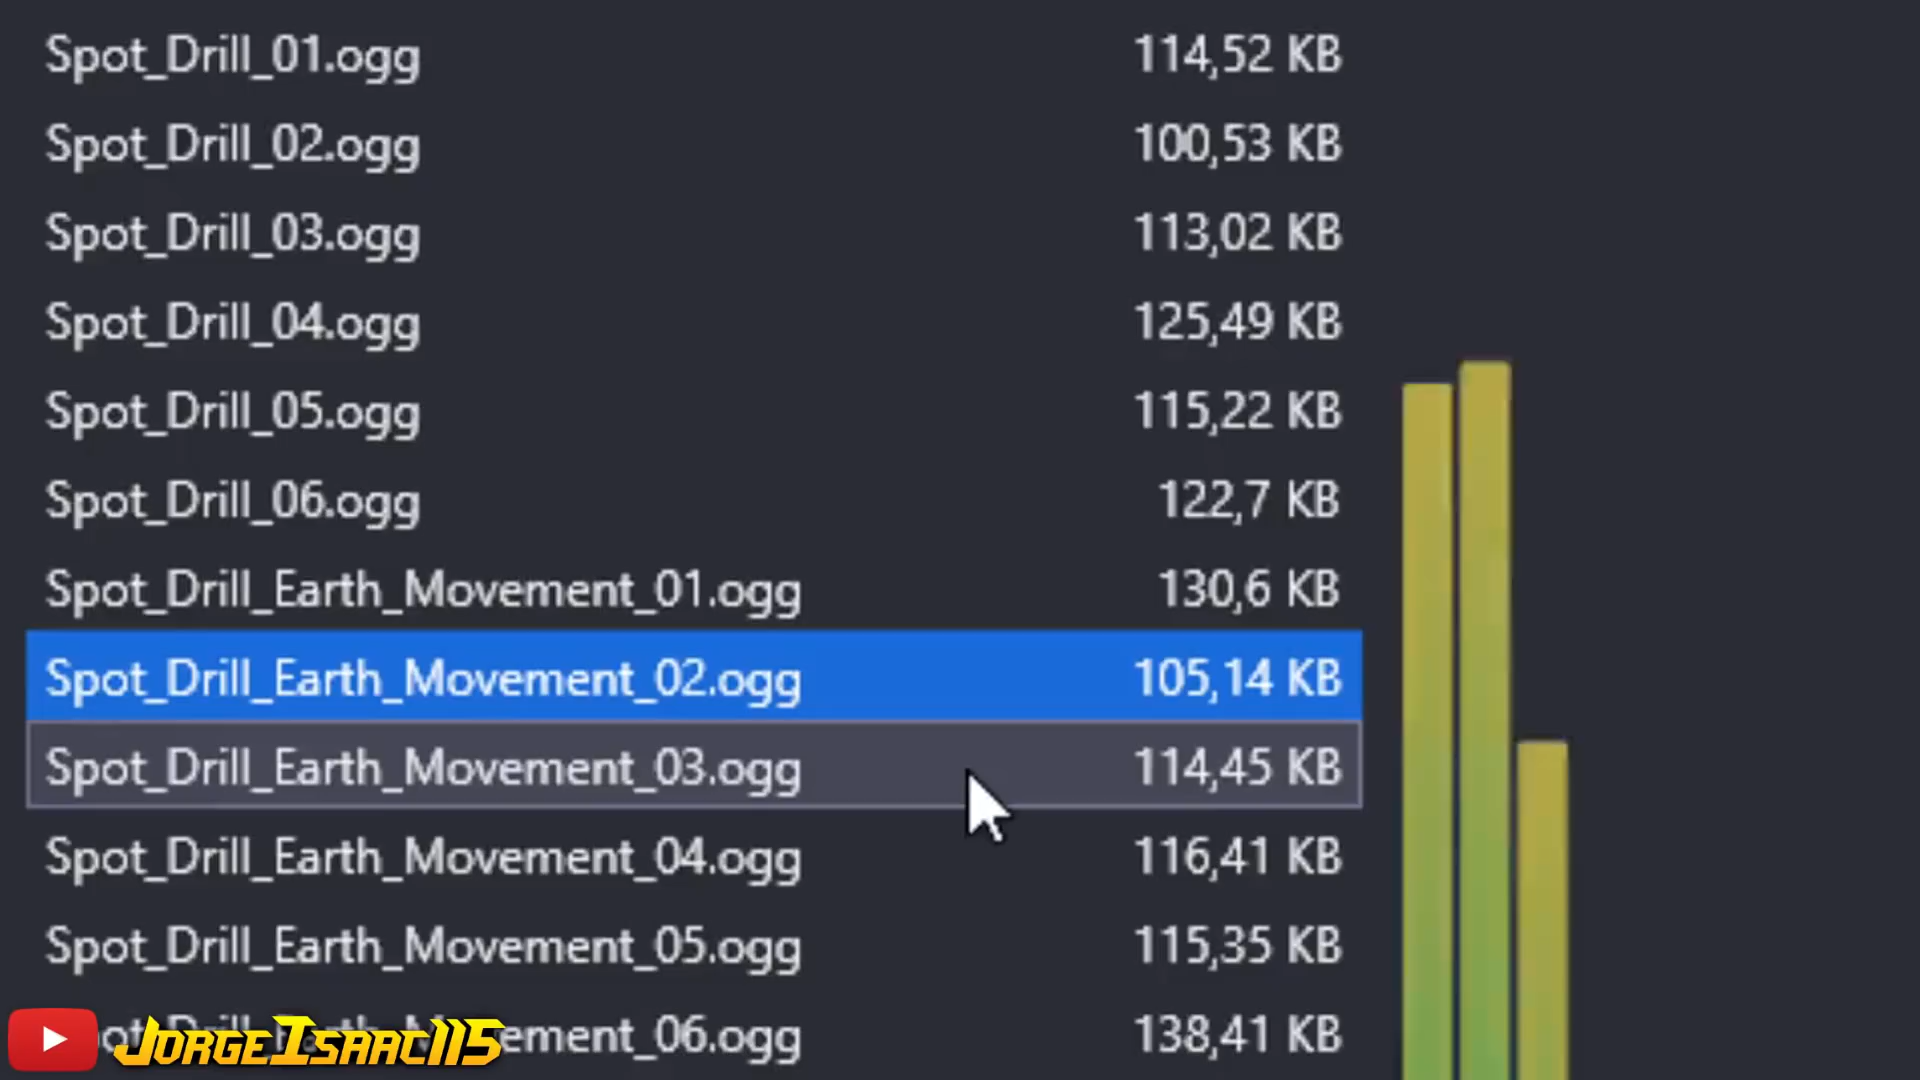 Spot_Drill_01.ogg 114,52 KB
Spot_Drill_02.ogg 100,53 KB
Spot_Drill_03.ogg 113,02 KB
Spot_Drill_04.ogg 125,49 KB
Spot_Drill_05.ogg 115,22 KB
Spot_Drill_06.ogg 122,7 KB
Spot_Drill_Earth_Movement_01.ogg 130,6 KB
Spot_Drill_Earth_Movement_02.ogg 105,14 KB
Spot_Drill_Earth_Movement_03.ogg 114,45 KB
Spot_Drill_Earth_Movement_04.ogg 116,41 KB
Spot_Drill_Earth_Movement_05.ogg 115,35 KB
Spot_Drill_Earth_Movement_06.ogg 138,41 KB
JORGEISAAC115